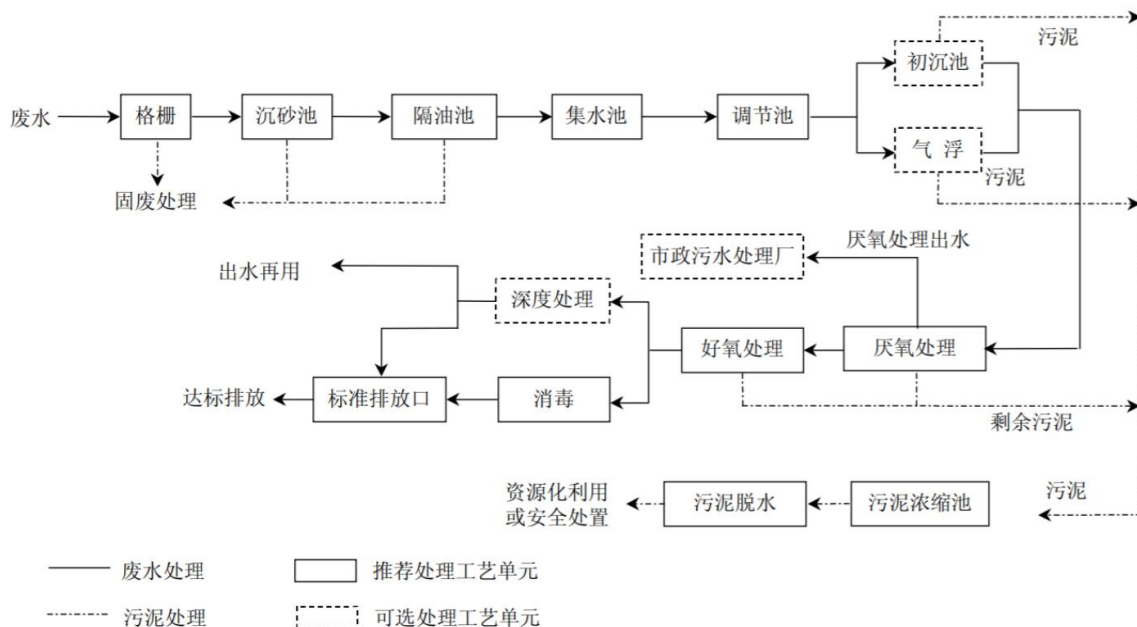 污泥
初沉池
废水
格栅
沉砂池
隔油池
集水池
调节池
气 浮
污泥
固废处理
厌氧处理出水
市政污水处理厂
出水再用
深度处理
好氧处理
厌氧处理
达标排放
标准排放口
消毒
剩余污泥
资源化利用
或安全处置
污泥脱水
污泥浓缩池
污泥
废水处理
推荐处理工艺单元
污泥处理
可选处理工艺单元